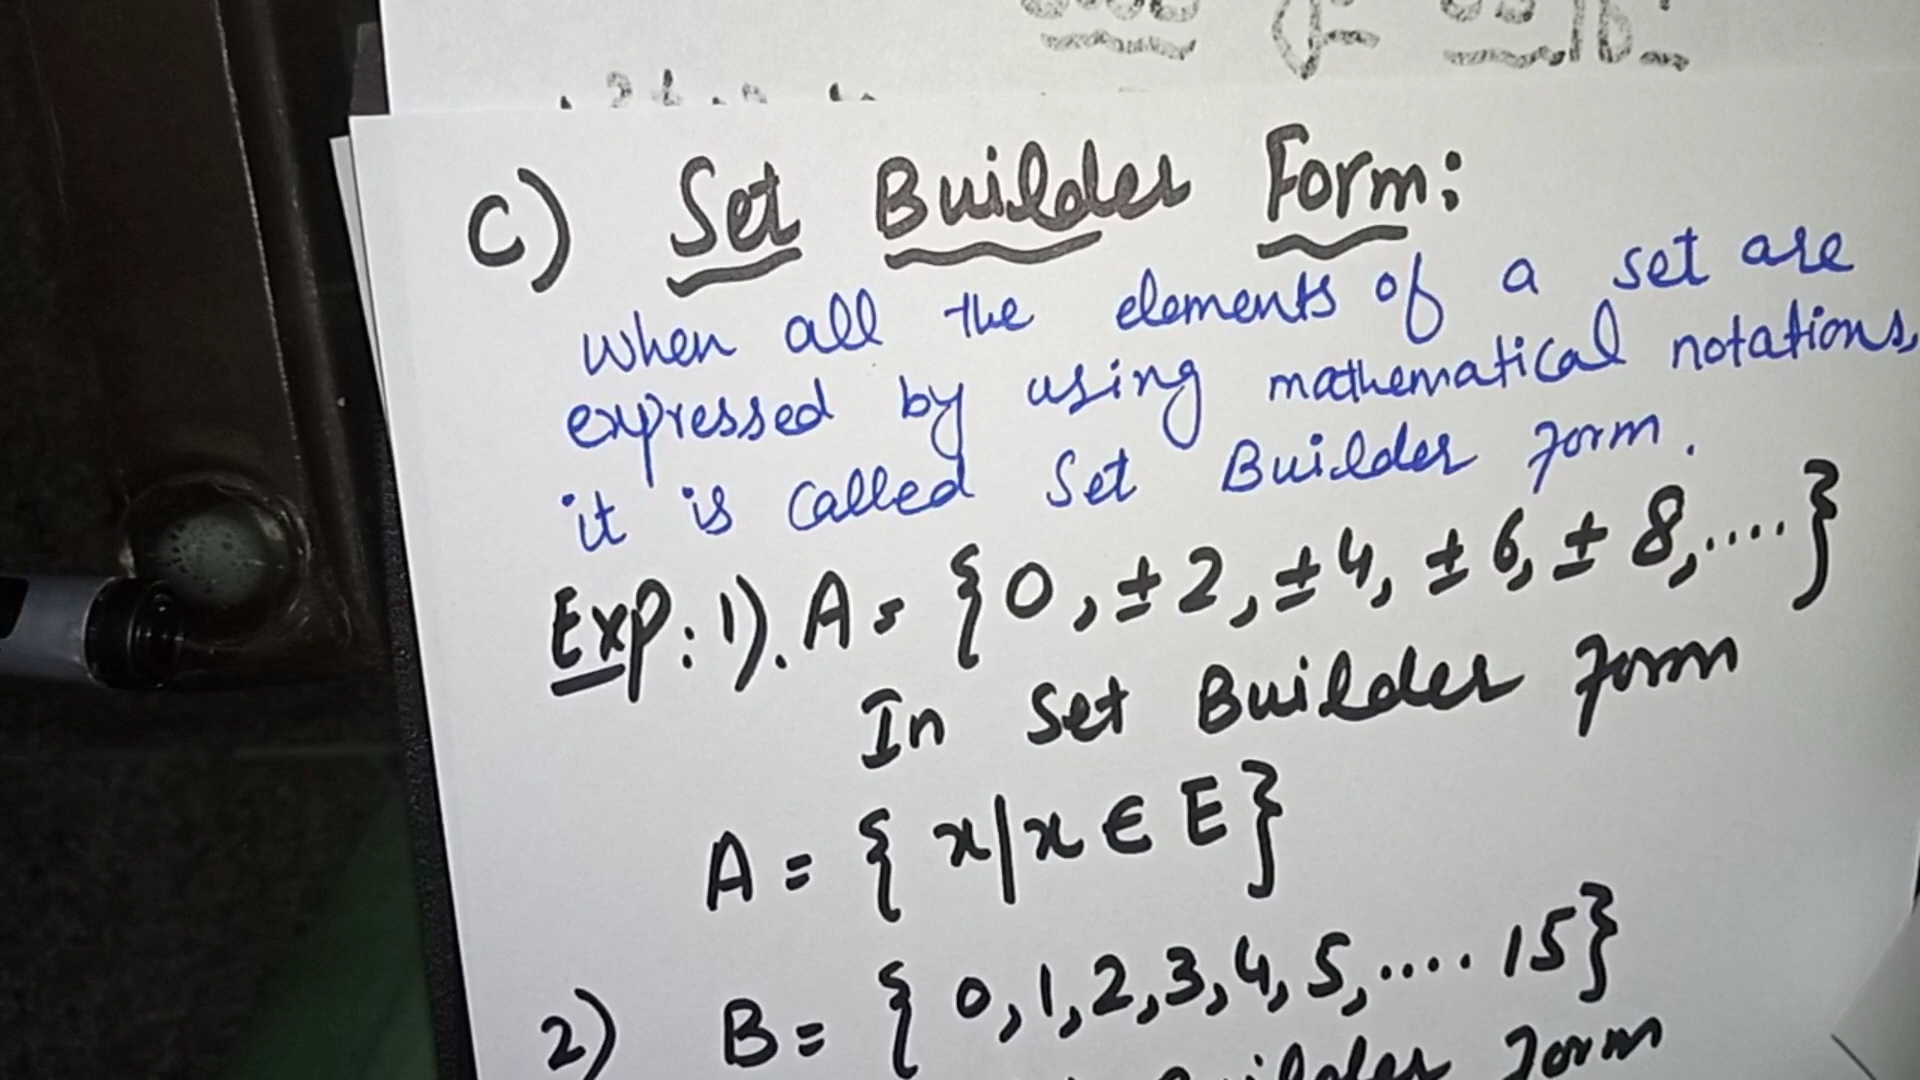 C) Set Builder Form:
when all the elements of a set are
expressed by using mathematical notations,
it is called Set Builder form.
Exp: 1). A = {0, ±2, ±4, ±6, ±8, ....}
In Set Builder form
A = { x/x ∈ E}
2) B = { 0,1,2,3,4,5, .... 15}
Builder form